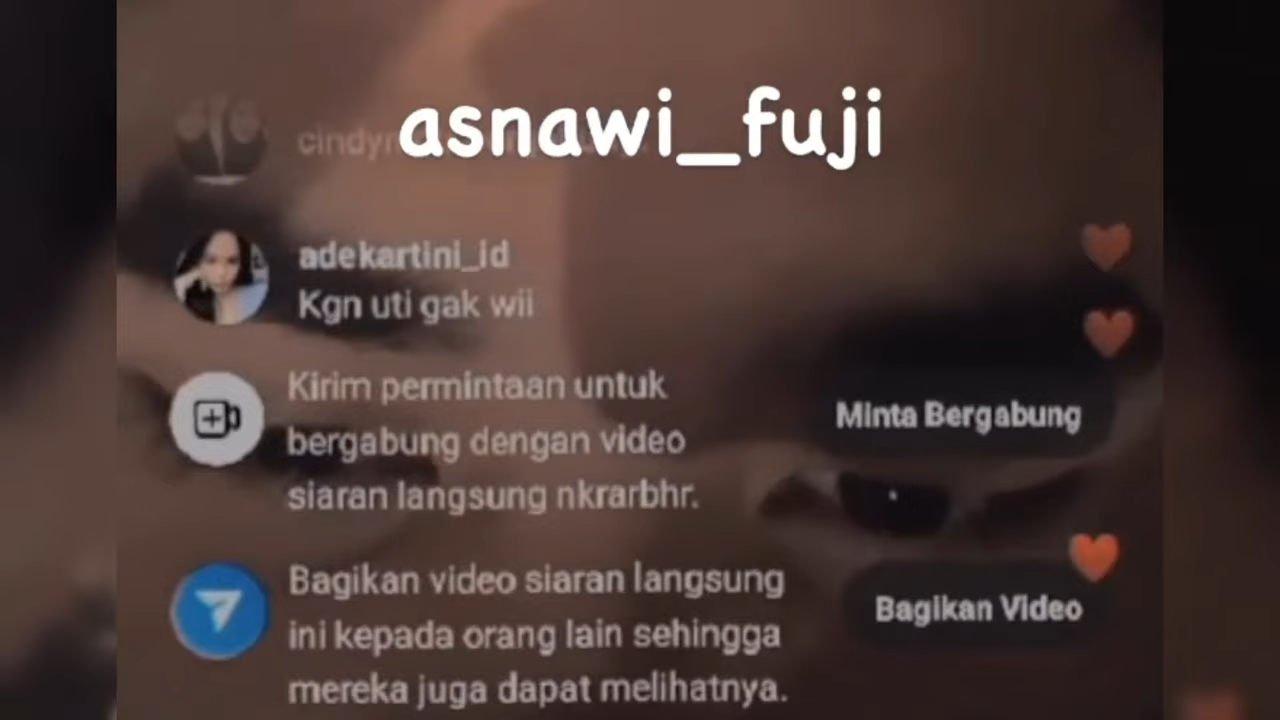 asnawi_fuji
adekartini_id
Kgn uti gak wii
Kirim permintaan untuk
bergabung dengan video
siaran langsung nkrarbhr.
Minta Bergabung
Bagikan video siaran langsung
ini kepada orang lain sehingga
mereka juga dapat melihatnya.
Bagikan Video